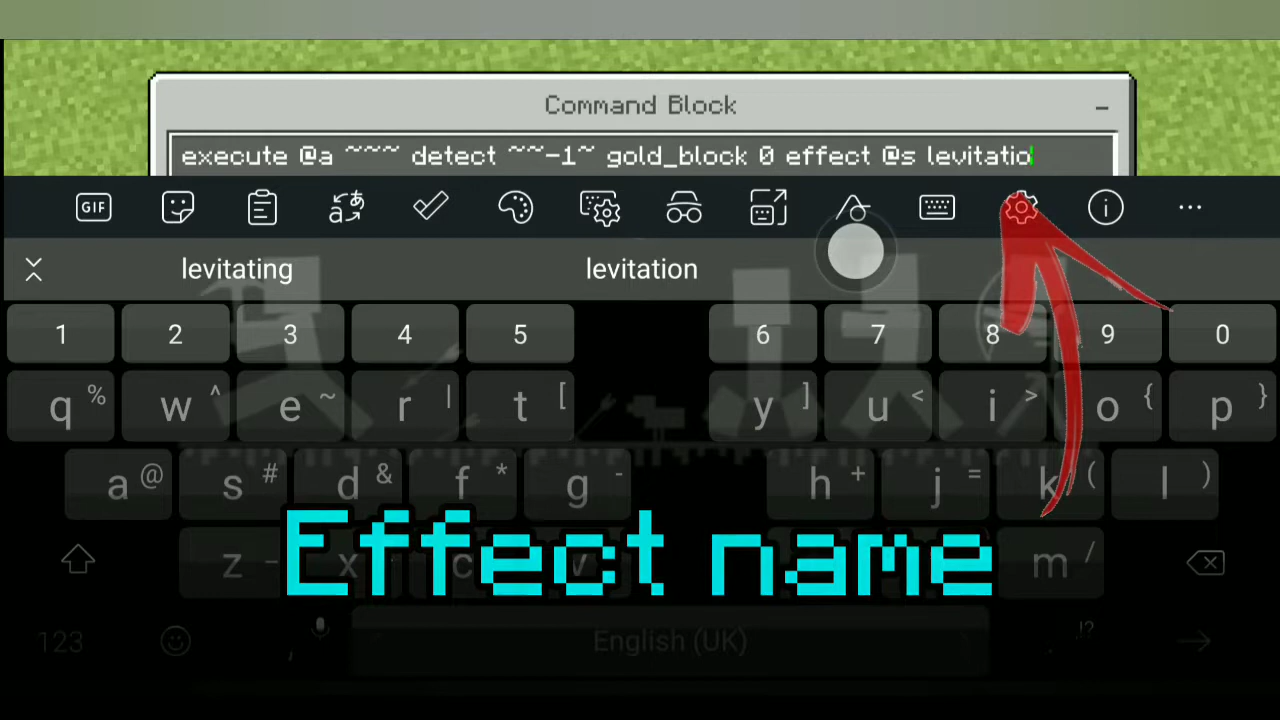 Command Block
execute @a ~~~ detect ~~-1~ gold_block 0 effect @s levitatio
GIF
levitating levitation
1 2 3 4 5 6 7 8 9 0
q % w ^ e ~ r | t [ y ] u < i > o { p }
a @ s # d & f * g - h + j = k ( l )
Effect name
z - x c v m /
123 , English (UK) . !?